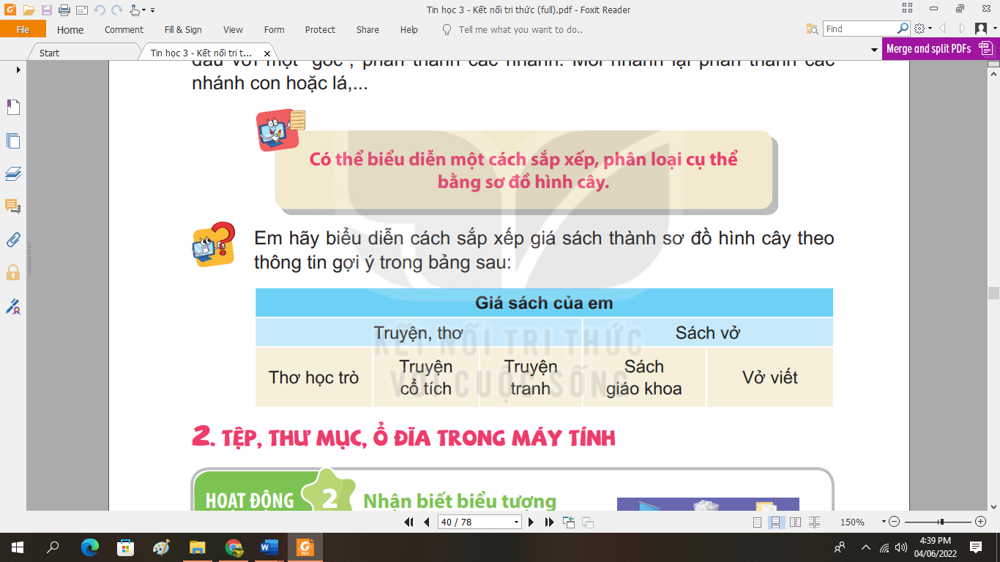 Tin học 3 - Kết nối tri thức (full).pdf - Foxit Reader
File Home Comment Fill & Sign View Form Protect Share Help Tell me what you want to do.. Find
Start Tin học 3 - Kết nối tri t... Merge and split PDFs
đầu với một "gốc", phân thành các nhánh. Mỗi nhánh lại phân thành các
nhánh con hoặc lá,...
Có thể biểu diễn một cách sắp xếp, phân loại cụ thể
bằng sơ đồ hình cây.
Em hãy biểu diễn cách sắp xếp giá sách thành sơ đồ hình cây theo
thông tin gợi ý trong bảng sau:
Giá sách của em
Truyện, thơ Sách vở
Thơ học trò
Truyện
cổ tích
Truyện
tranh
Sách
giáo khoa
Vở viết
KẾT NỐI TRI THỨC
VỚI CUỘC SỐNG
2. TỆP, THƯ MỤC, Ổ ĐĨA TRONG MÁY TÍNH
HOẠT ĐỘNG 2 Nhận biết biểu tượng
40 / 78 150%
4:39 PM
04/06/2022